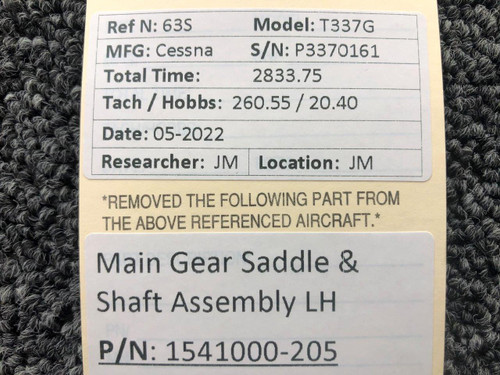 Ref N: 63S Model: T337G
MFG: Cessna S/N: P3370161
Total Time: 2833.75
Tach / Hobbs: 260.55 / 20.40
Date: 05-2022
Researcher: JM Location: JM
*REMOVED THE FOLLOWING PART FROM
THE ABOVE REFERENCED AIRCRAFT.*
Main Gear Saddle &
Shaft Assembly LH
P/N: 1541000-205